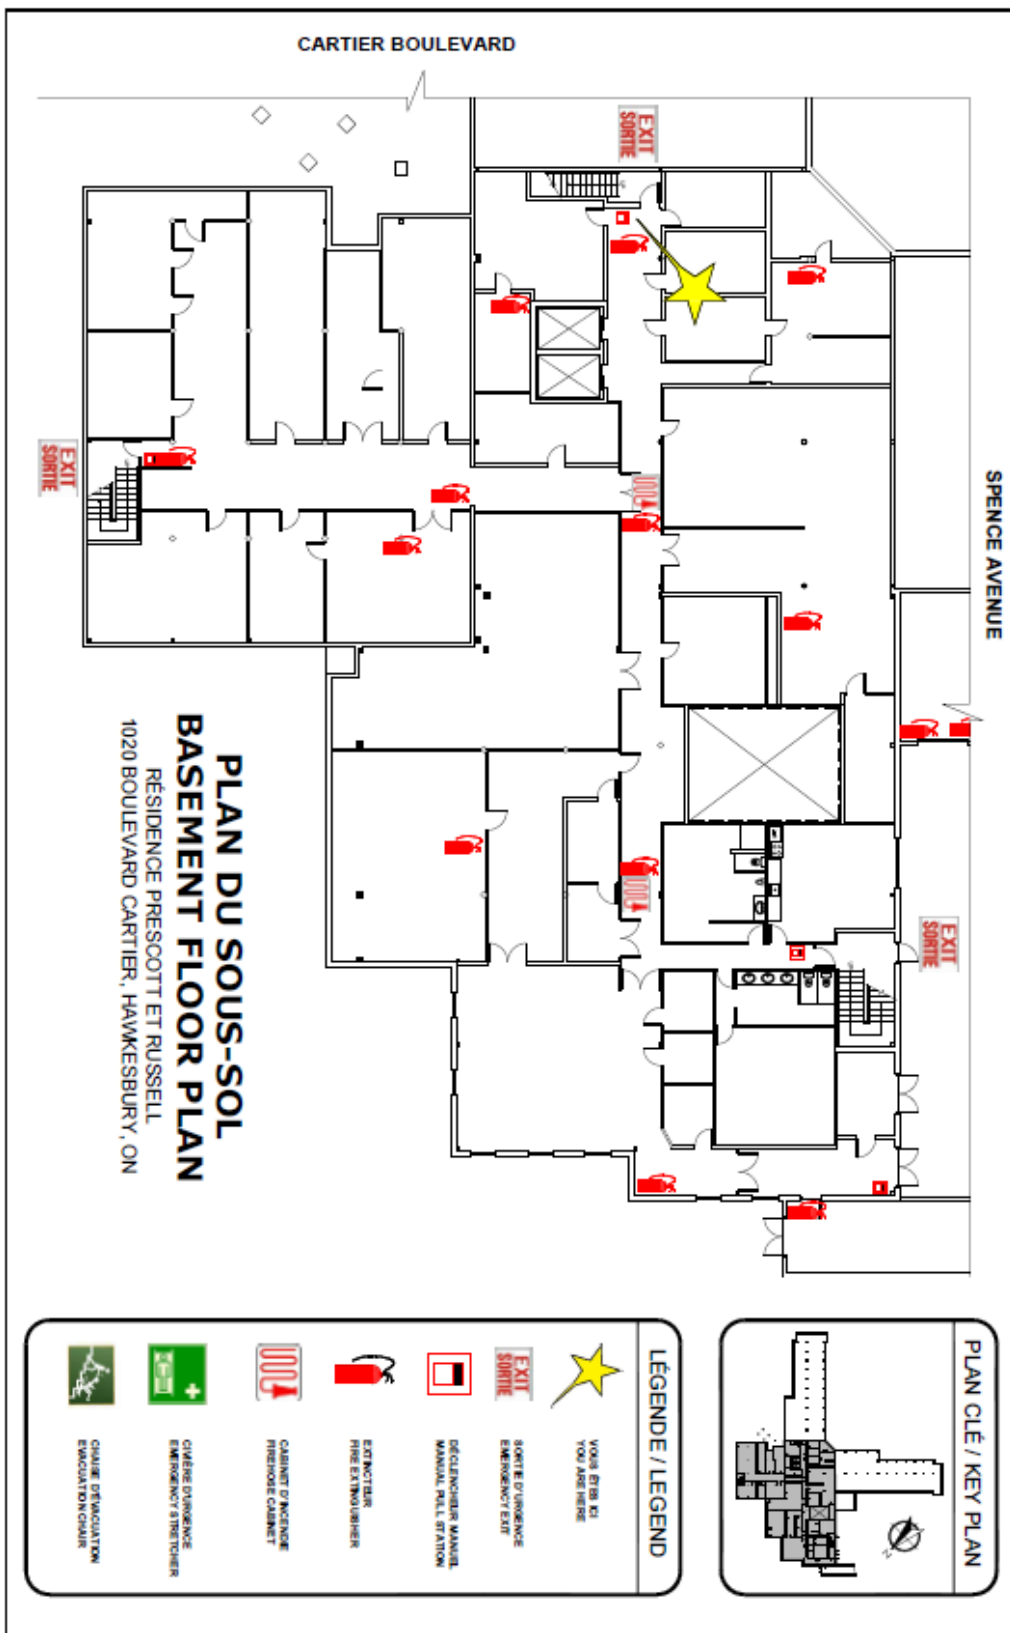 CARTIER BOULEVARD
EXIT
SORTIE
SPENCE AVENUE
EXIT
SORTIE
EXIT
SORTIE
PLAN DU SOUS-SOL
BASEMENT FLOOR PLAN
RÉSIDENCE PRESCOTT ET RUSSELL
1020 BOULEVARD CARTIER, HAWKESBURY, ON
PLAN CLÉ / KEY PLAN
N
LÉGENDE / LEGEND
VOUS ÊTES ICI
YOU ARE HERE
EXIT
SORTIE
SORTIE D'URGENCE
EMERGENCY EXIT
DÉCLENCHEUR MANUEL
MANUAL PULL STATION
EXTINCTEUR
FIRE EXTINGUISHER
CABINET D'INCENDIE
FIREHOSE CABINET
CIVIÈRE D'URGENCE
EMERGENCY STRETCHER
CHAISE D'ÉVACUATION
EVACUATION CHAIR